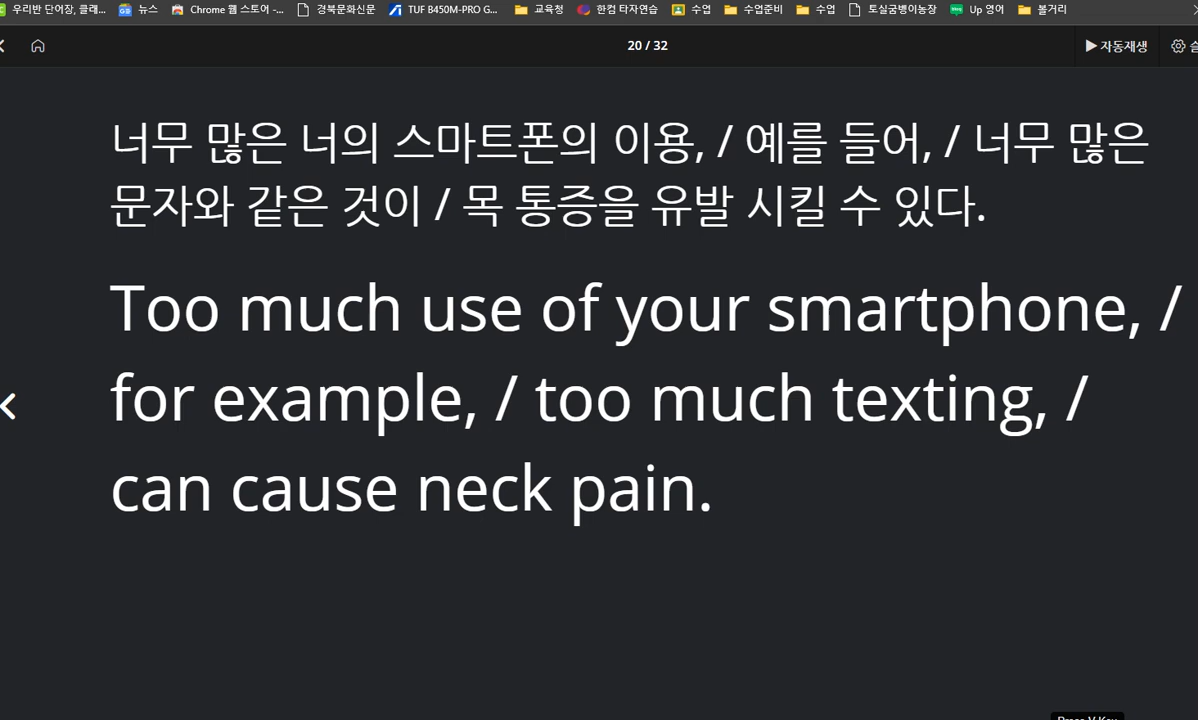 우리반 단어장, 클래... 뉴스 Chrome 웹 스토어 -... 경북문화신문 TUF B450M-PRO G... 교육청 한컴 타자연습 수업 수업준비 수업 토실굼벵이농장 Up 영어 볼거리
20 / 32 ▶ 자동재생
너무 많은 너의 스마트폰의 이용, / 예를 들어, / 너무 많은
문자와 같은 것이 / 목 통증을 유발 시킬 수 있다.
Too much use of your smartphone, /
for example, / too much texting, /
can cause neck pain.